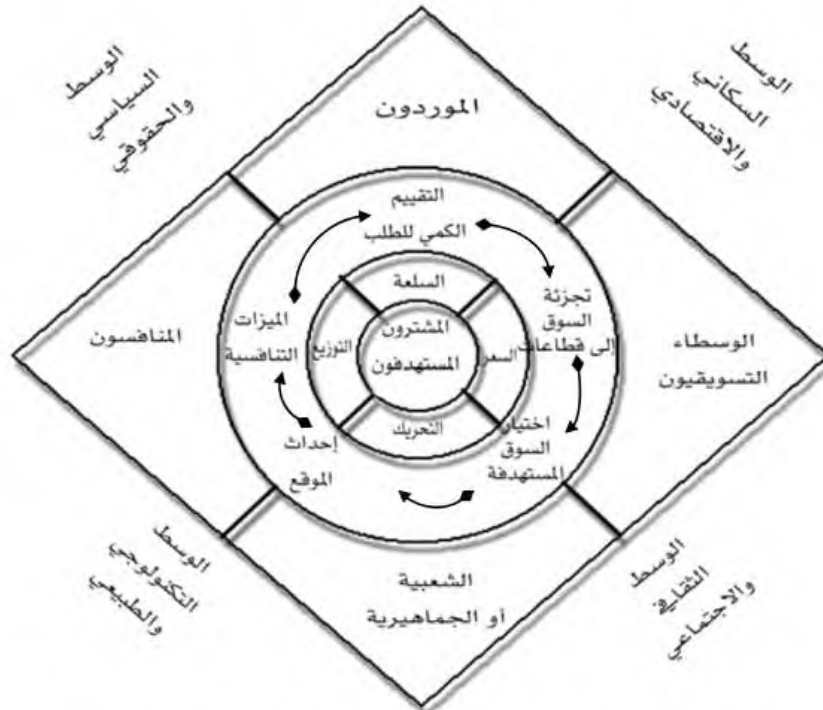 الوسط
السكاني
والاقتصادي
الوسط
السياسي
والحقوقي
الموردون
التقييم
الكمي للطلب
تجزئة
السوق
إلى قطاعات
السلعة
الميزات
التنافسية
المنافسون
الوسطاء
التسويقيون
المشترون
المستهدفون
السعر
التوزيع
التحريك
اختيار
السوق
المستهدفة
إحداث
الموقع
الشعبية
أو الجماهيرية
الوسط
الثقافي
والاجتماعي
الوسط
التكنولوجي
والطبيعي